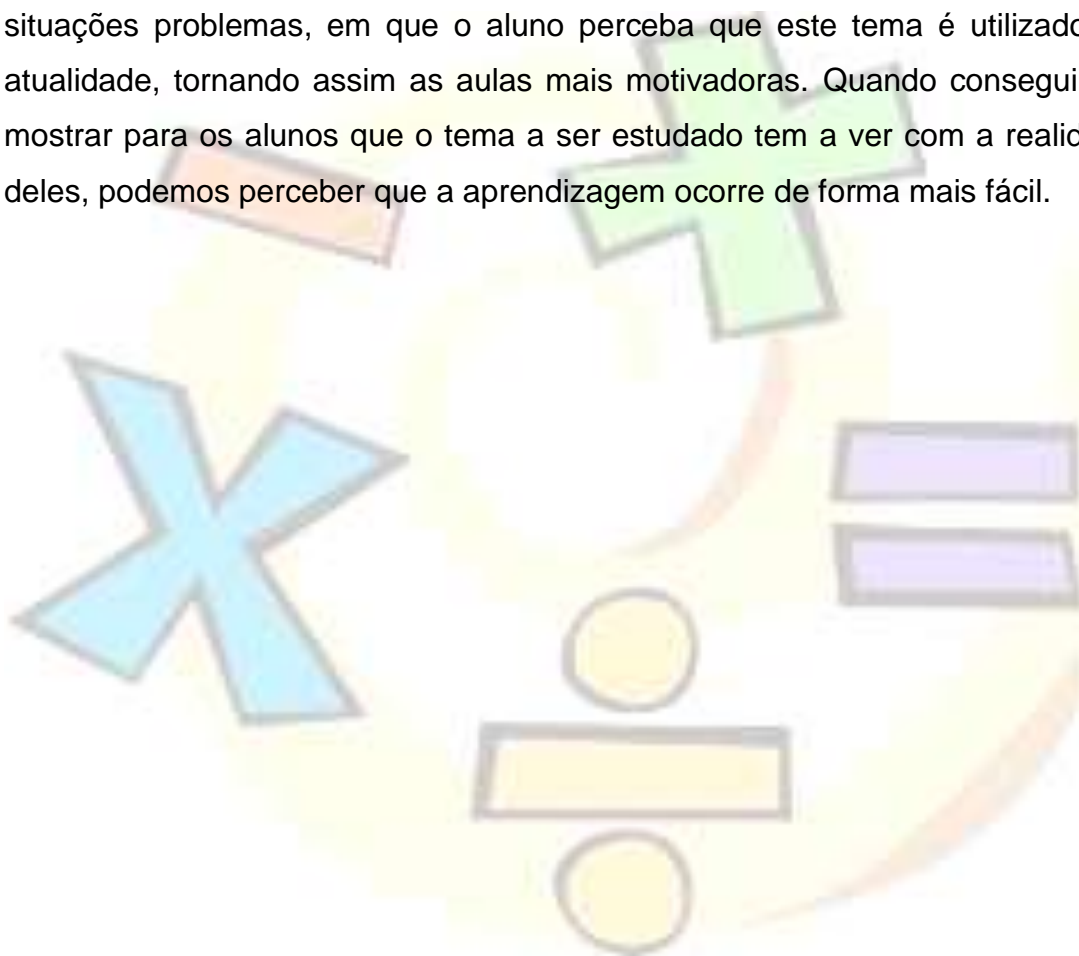 situações problemas, em que o aluno perceba que este tema é utilizado
atualidade, tornando assim as aulas mais motivadoras. Quando consegui
mostrar para os alunos que o tema a ser estudado tem a ver com a realid
deles, podemos perceber que a aprendizagem ocorre de forma mais fácil.